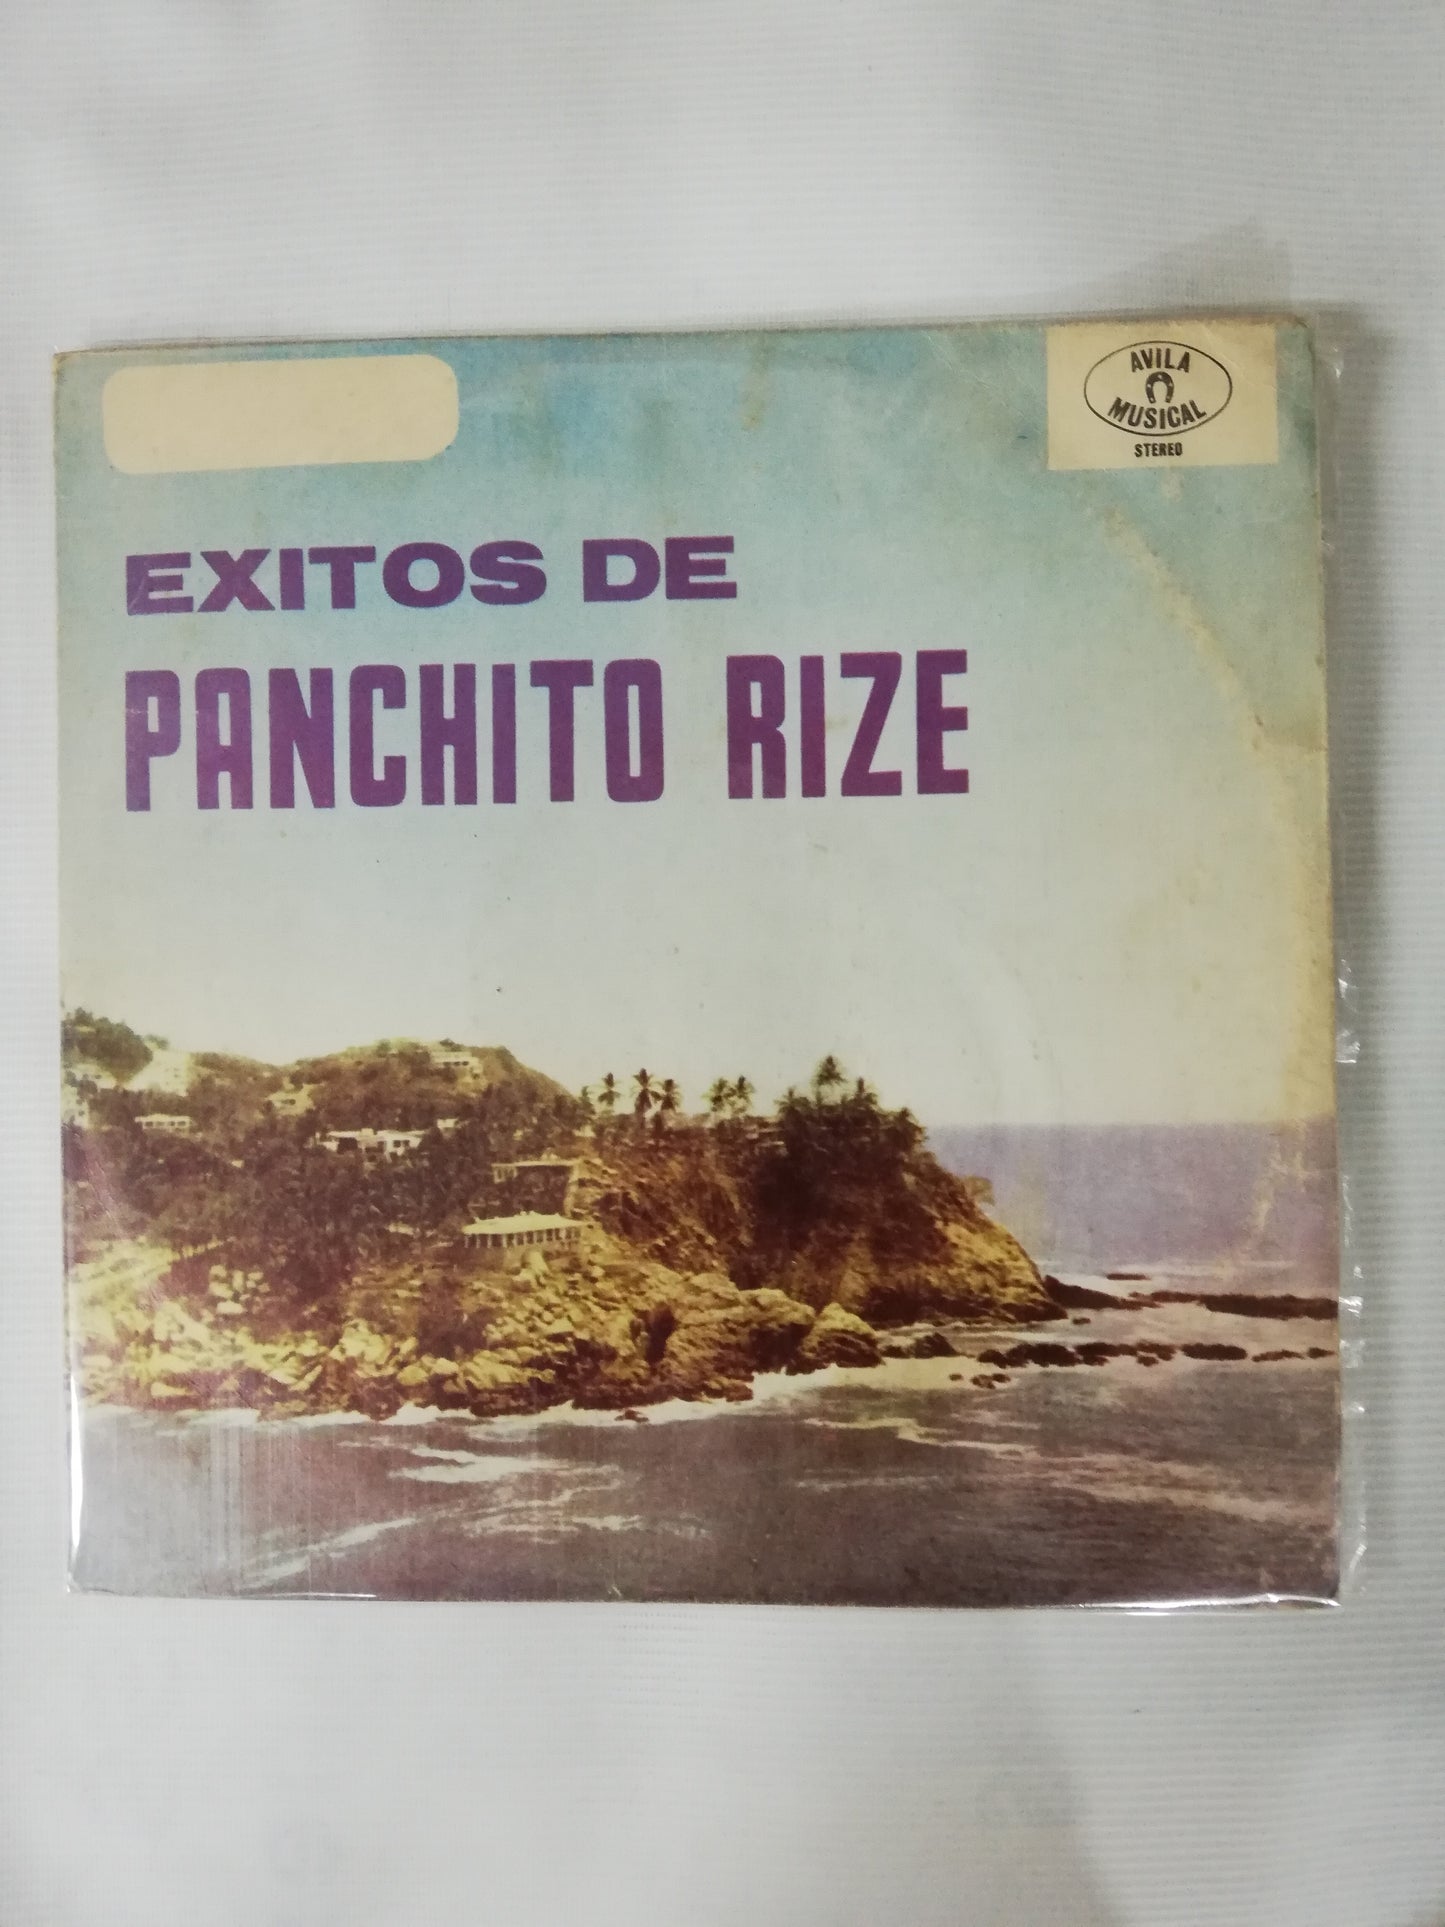 AVILA
MUSICAL
STEREO
EXITOS DE
PANCHITO RIZE